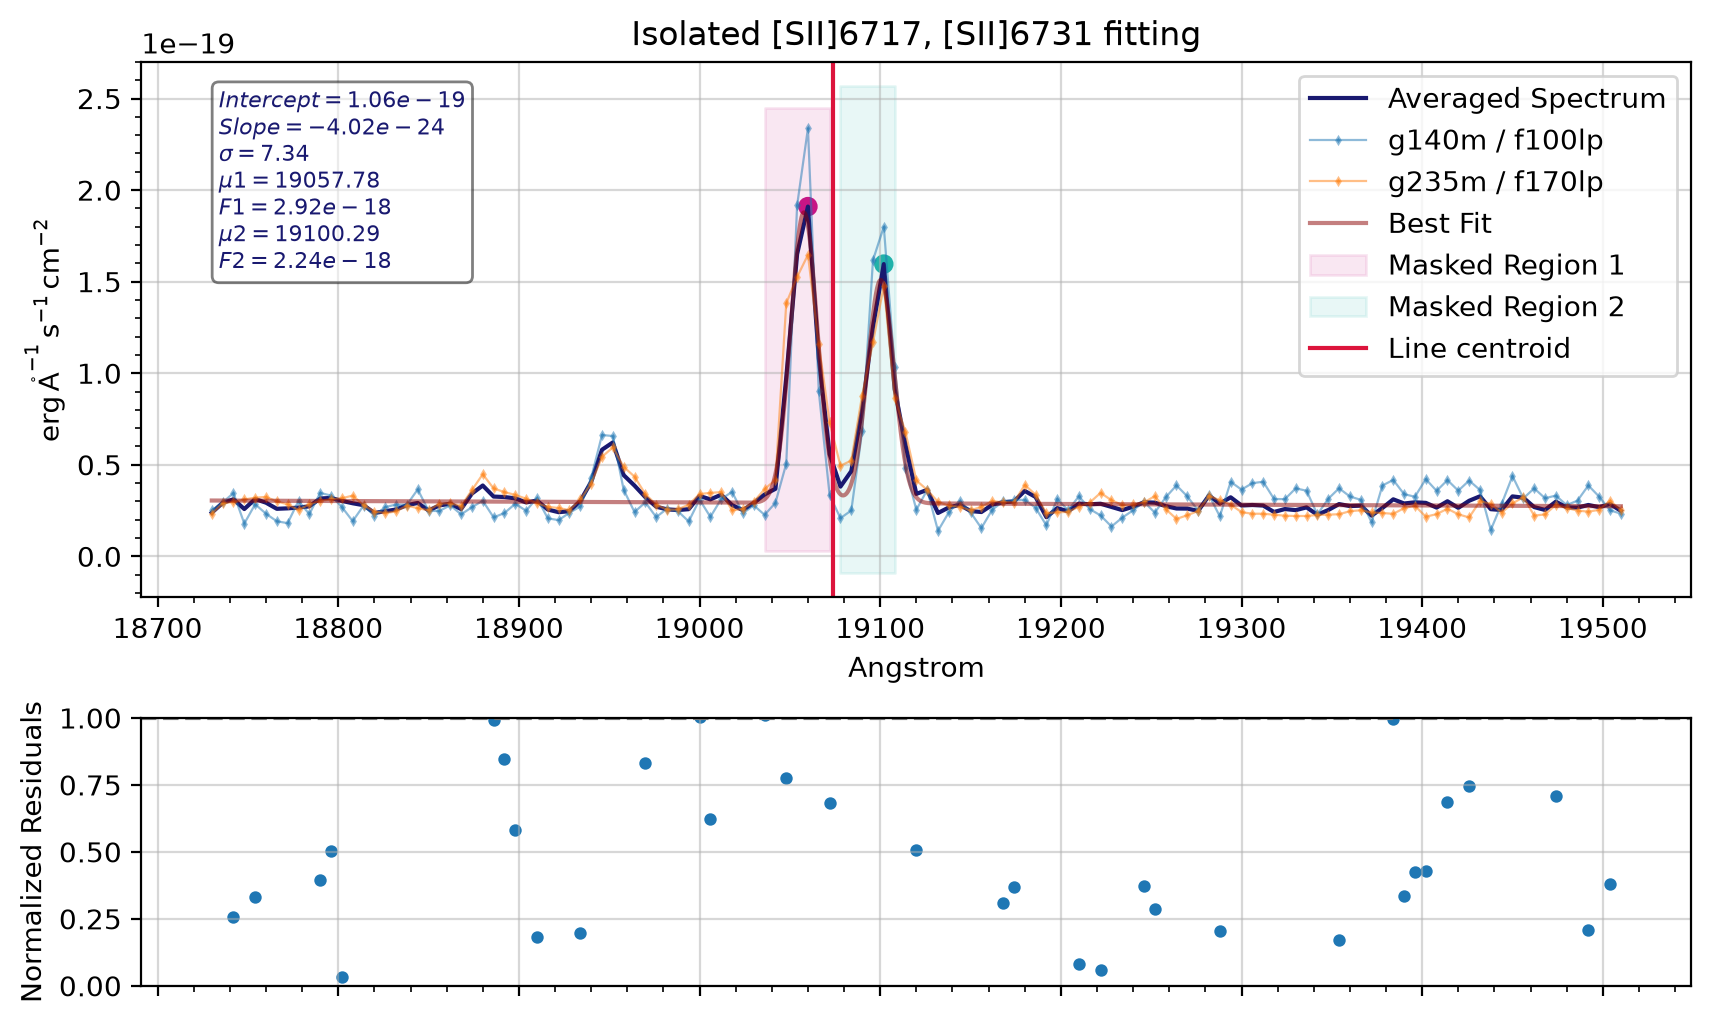 Isolated [SII]6717, [SII]6731 fitting
1e−19
Intercept = 1.06e − 19
Slope = −4.02e − 24
σ = 7.34
μ1 = 19057.78
F1 = 2.92e − 18
μ2 = 19100.29
F2 = 2.24e − 18
Averaged Spectrum
g140m / f100lp
g235m / f170lp
Best Fit
Masked Region 1
Masked Region 2
Line centroid
2.5
2.0
1.5
1.0
0.5
0.0
erg Å⁻¹ s⁻¹ cm⁻²
18700 18800 18900 19000 19100 19200 19300 19400 19500
Angstrom
1.00
0.75
0.50
0.25
0.00
Normalized Residuals